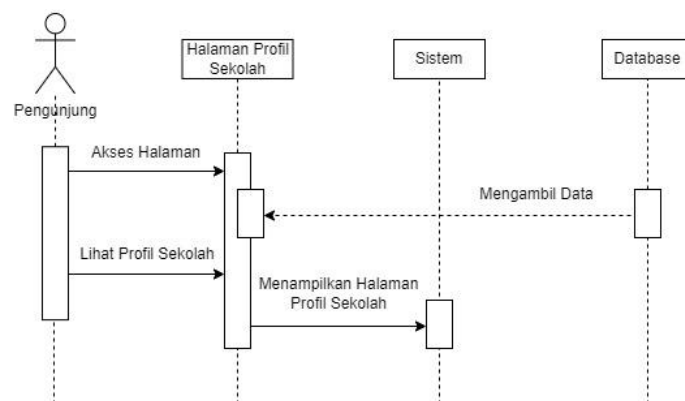 Halaman Profil
Sekolah
Sistem
Database
Pengunjung
Akses Halaman
Mengambil Data
Lihat Profil Sekolah
Menampilkan Halaman
Profil Sekolah